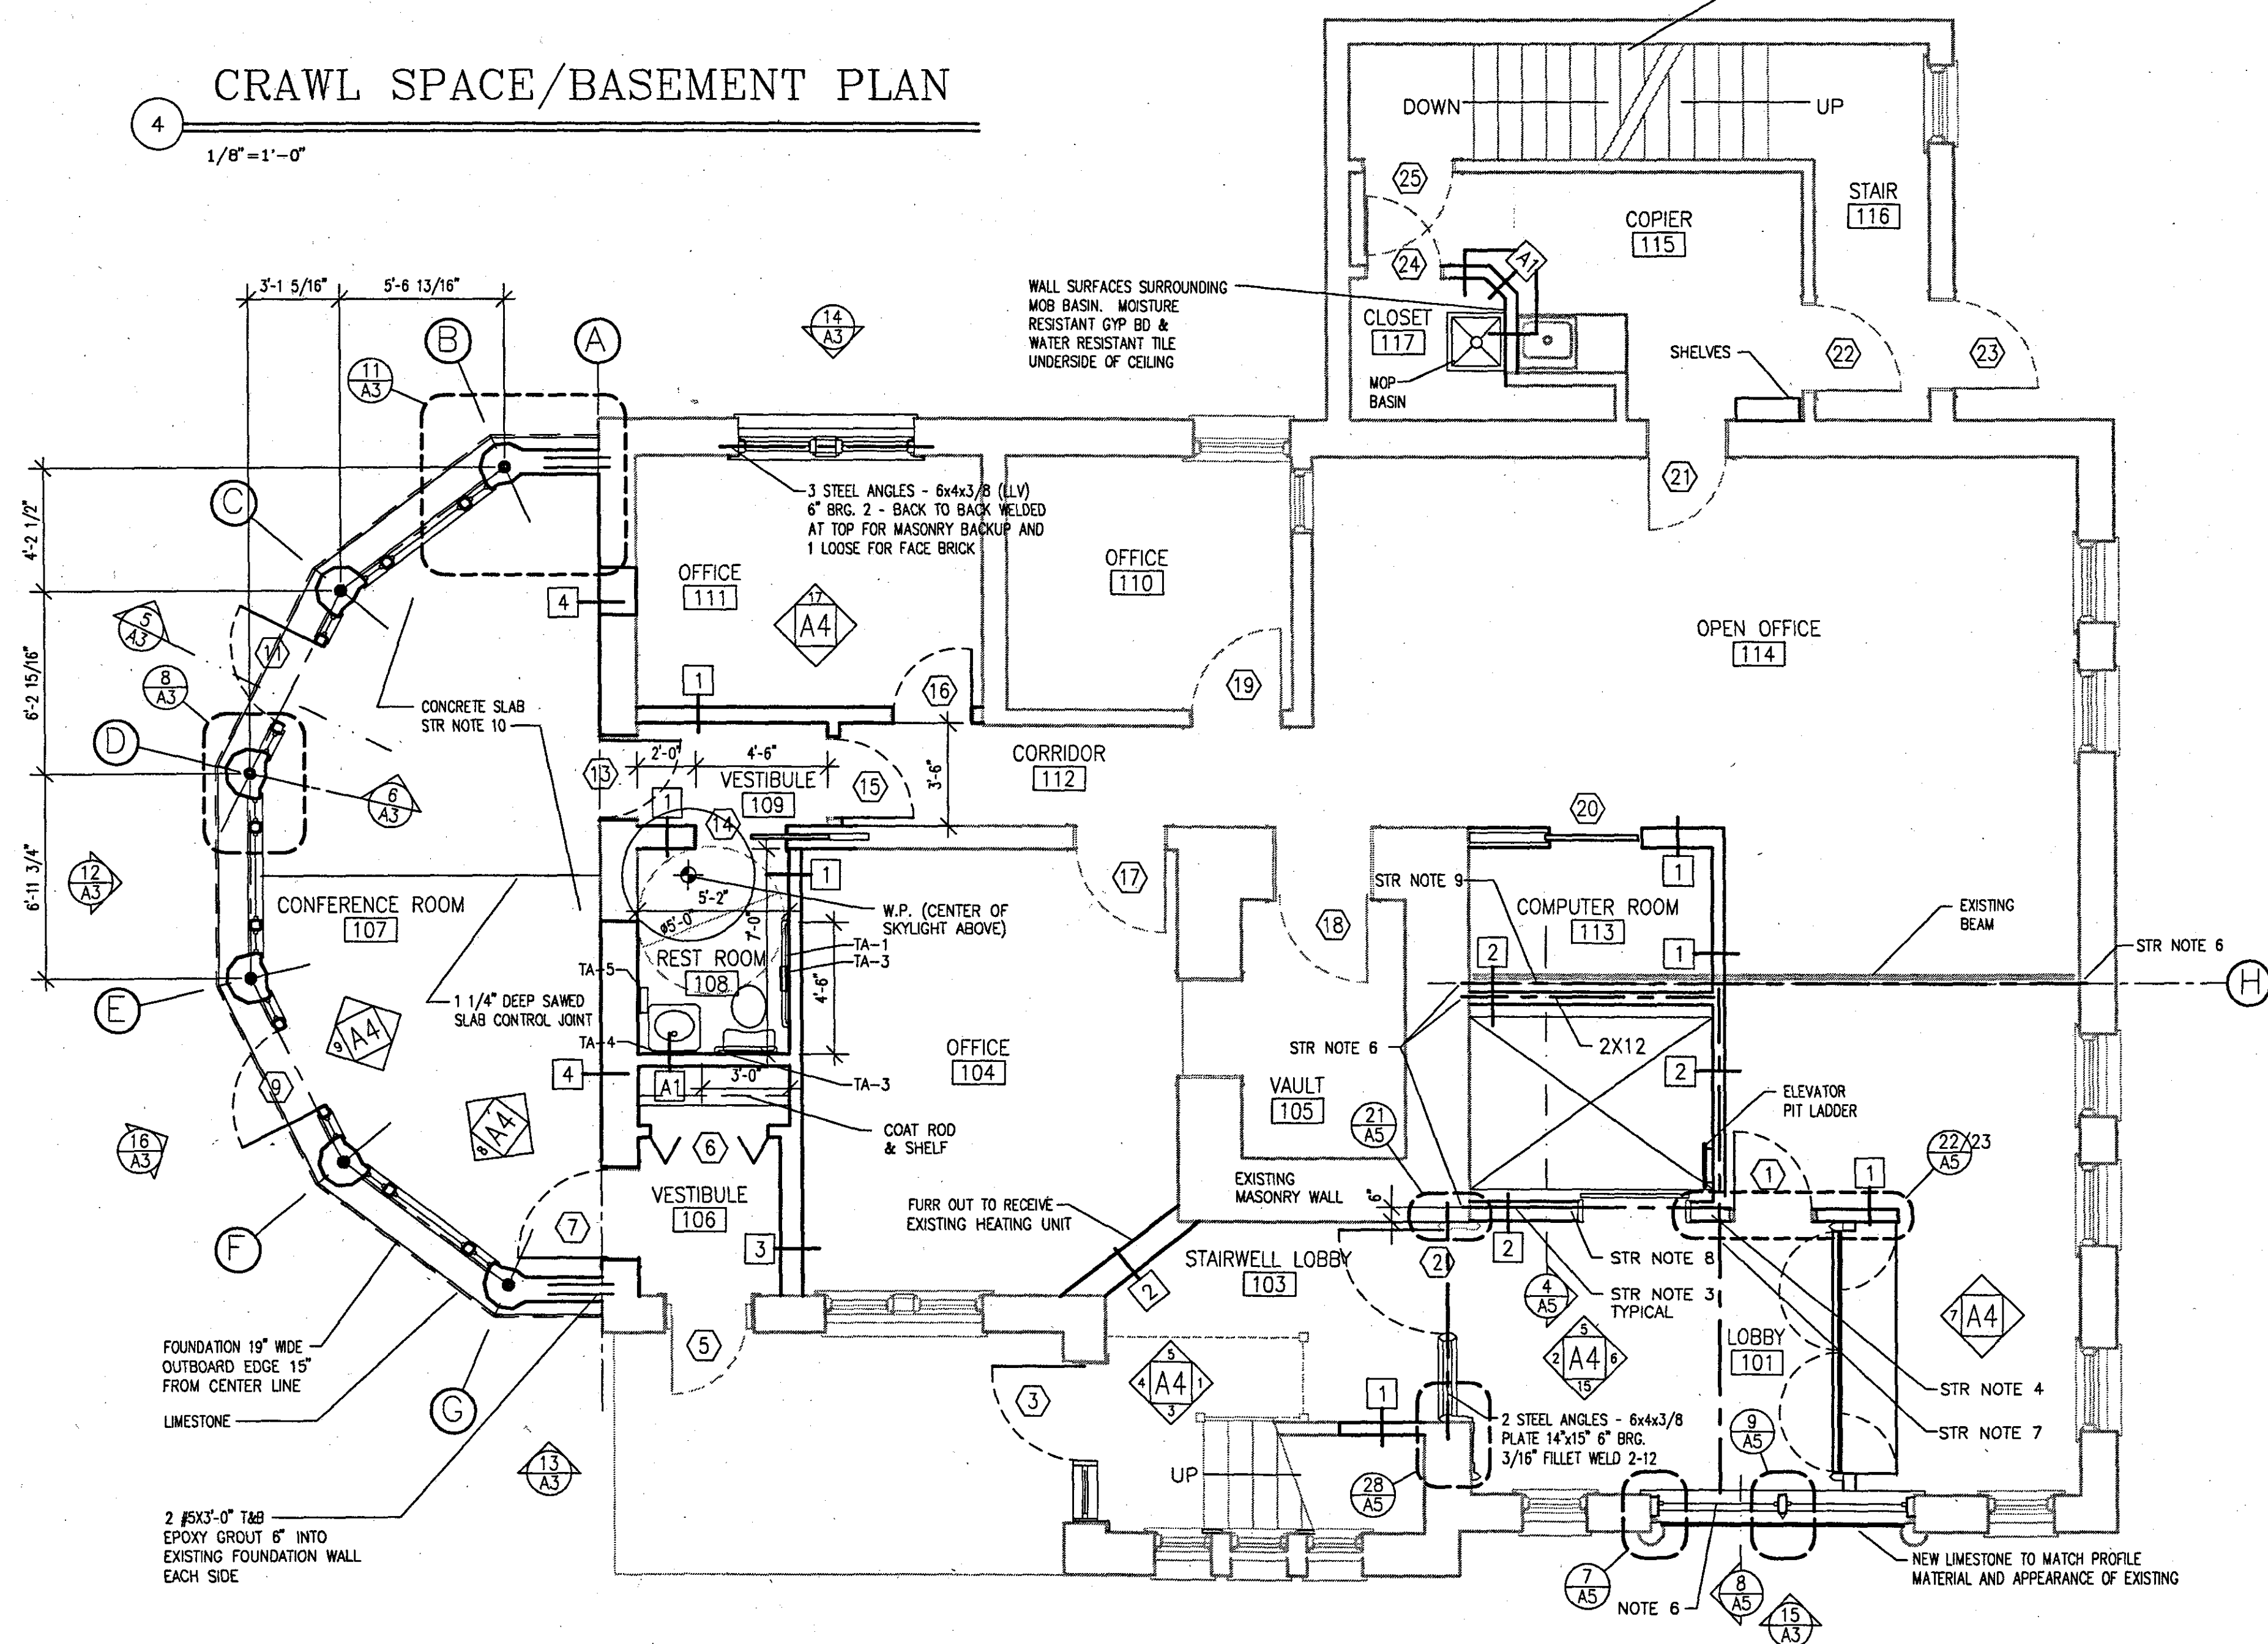 CRAWL SPACE/BASEMENT PLAN
4
1/8"=1'-0"
DOWN
UP
25
STAIR
116
COPIER
115
24
A1
CLOSET
117
WALL SURFACES SURROUNDING
MOB BASIN. MOISTURE
RESISTANT GYP BD &
WATER RESISTANT TILE
UNDERSIDE OF CEILING
MOP
BASIN
SHELVES
22
23
21
3'-1 5/16"
5'-6 13/16"
14
A3
B
A
11
A3
C
4'-2 1/2"
6'-2 15/16"
6'-11 3/4"
3 STEEL ANGLES - 6x4x3/8 (LLV)
6" BRG. 2 - BACK TO BACK WELDED
AT TOP FOR MASONRY BACKUP AND
1 LOOSE FOR FACE BRICK
OFFICE
111
17
A4
OFFICE
110
OPEN OFFICE
114
4
5
A3
11
8
A3
1
16
19
CONCRETE SLAB
STR NOTE 10
D
6
A3
13
2'-0"
4'-6"
VESTIBULE
109
15
3'-6"
CORRIDOR
112
1
14
20
12
A3
CONFERENCE ROOM
107
1
5'-2"
ø5'-0"
7'-0"
W.P. (CENTER OF
SKYLIGHT ABOVE)
17
18
STR NOTE 9
1
COMPUTER ROOM
113
EXISTING
BEAM
STR NOTE 6
H
2
1
REST ROOM
108
TA-1
TA-3
TA-5
4'-6"
TA-4
TA-3
E
1 1/4" DEEP SAWED
SLAB CONTROL JOINT
9
A4
9
4
A1
3'-0"
OFFICE
104
STR NOTE 6
2X12
2
VAULT
105
21
A5
ELEVATOR
PIT LADDER
COAT ROD
& SHELF
16
A3
8
A4
6
1
1
22/23
A5
EXISTING
MASONRY WALL
6"
VESTIBULE
106
7
3
FURR OUT TO RECEIVE
EXISTING HEATING UNIT
STAIRWELL LOBBY
103
2
2
2
STR NOTE 8
4
A5
STR NOTE 3
TYPICAL
F
FOUNDATION 19" WIDE
OUTBOARD EDGE 15"
FROM CENTER LINE
LIMESTONE
G
5
3
5
4
A4
1
3
5
2
A4
6
15
LOBBY
101
7
A4
STR NOTE 4
STR NOTE 7
1
2 STEEL ANGLES - 6x4x3/8
PLATE 14"x15" 6" BRG.
3/16" FILLET WELD 2-12
9
A5
13
A3
UP
28
A5
2 #5X3'-0" T&B
EPOXY GROUT 6" INTO
EXISTING FOUNDATION WALL
EACH SIDE
7
A5
NOTE 6
8
A5
15
A3
NEW LIMESTONE TO MATCH PROFILE
MATERIAL AND APPEARANCE OF EXISTING